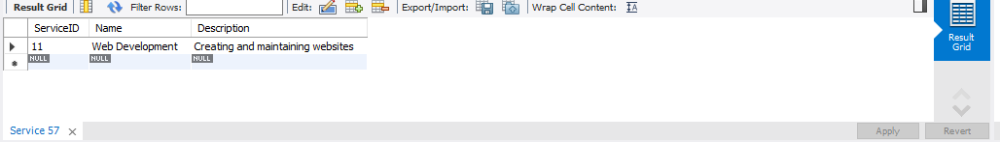 Result Grid Filter Rows: Edit: Export/Import: Wrap Cell Content: IA
ServiceID Name Description
11 Web Development Creating and maintaining websites
NULL NULL NULL
Result
Grid
Service 57 × Apply Revert